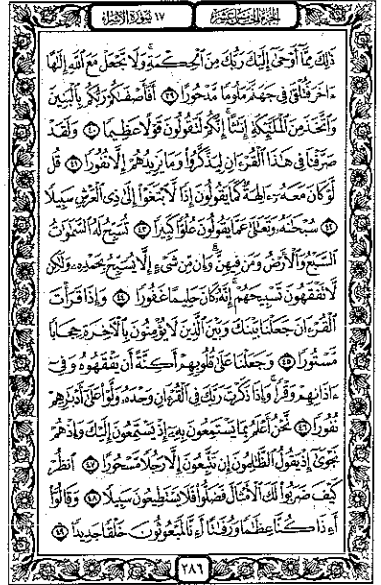 الجزء الخامس عشر
١٧ سورة الإسراء
ذَٰلِكَ مِمَّا أَوْحَىٰ إِلَيْكَ رَبُّكَ مِنَ ٱلْحِكْمَةِ وَلَا تَجْعَلْ مَعَ ٱللَّهِ إِلَٰهًا
ءَاخَرَ فَتُلْقَىٰ فِى جَهَنَّمَ مَلُومًا مَّدْحُورًا ٣٩ أَفَأَصْفَىٰكُمْ رَبُّكُم بِٱلْبَنِينَ
وَٱتَّخَذَ مِنَ ٱلْمَلَٰٓئِكَةِ إِنَٰثًا إِنَّكُمْ لَتَقُولُونَ قَوْلًا عَظِيمًا ٤٠ وَلَقَدْ
صَرَّفْنَا فِى هَٰذَا ٱلْقُرْءَانِ لِيَذَّكَّرُوا۟ وَمَا يَزِيدُهُمْ إِلَّا نُفُورًا ٤١ قُل
لَّوْ كَانَ مَعَهُۥٓ ءَالِهَةٌ كَمَا يَقُولُونَ إِذًا لَّٱبْتَغَوْا۟ إِلَىٰ ذِى ٱلْعَرْشِ سَبِيلًا
٤٢ سُبْحَٰنَهُۥ وَتَعَٰلَىٰ عَمَّا يَقُولُونَ عُلُوًّا كَبِيرًا ٤٣ تُسَبِّحُ لَهُ ٱلسَّمَٰوَٰتُ
ٱلسَّبْعُ وَٱلْأَرْضُ وَمَن فِيهِنَّ وَإِن مِّن شَىْءٍ إِلَّا يُسَبِّحُ بِحَمْدِهِۦ وَلَٰكِن
لَّا تَفْقَهُونَ تَسْبِيحَهُمْ إِنَّهُۥ كَانَ حَلِيمًا غَفُورًا ٤٤ وَإِذَا قَرَأْتَ
ٱلْقُرْءَانَ جَعَلْنَا بَيْنَكَ وَبَيْنَ ٱلَّذِينَ لَا يُؤْمِنُونَ بِٱلْءَاخِرَةِ حِجَابًا
مَّسْتُورًا ٤٥ وَجَعَلْنَا عَلَىٰ قُلُوبِهِمْ أَكِنَّةً أَن يَفْقَهُوهُ وَفِىٓ
ءَاذَانِهِمْ وَقْرًا وَإِذَا ذَكَرْتَ رَبَّكَ فِى ٱلْقُرْءَانِ وَحْدَهُۥ وَلَّوْا۟ عَلَىٰٓ أَدْبَٰرِهِمْ
نُفُورًا ٤٦ نَّحْنُ أَعْلَمُ بِمَا يَسْتَمِعُونَ بِهِۦٓ إِذْ يَسْتَمِعُونَ إِلَيْكَ وَإِذْ هُمْ
نَجْوَىٰٓ إِذْ يَقُولُ ٱلظَّٰلِمُونَ إِن تَتَّبِعُونَ إِلَّا رَجُلًا مَّسْحُورًا ٤٧ ٱنظُرْ
كَيْفَ ضَرَبُوا۟ لَكَ ٱلْأَمْثَالَ فَضَلُّوا۟ فَلَا يَسْتَطِيعُونَ سَبِيلًا ٤٨ وَقَالُوٓا۟
أَءِذَا كُنَّا عِظَٰمًا وَرُفَٰتًا أَءِنَّا لَمَبْعُوثُونَ خَلْقًا جَدِيدًا ٤٩
٢٨٦